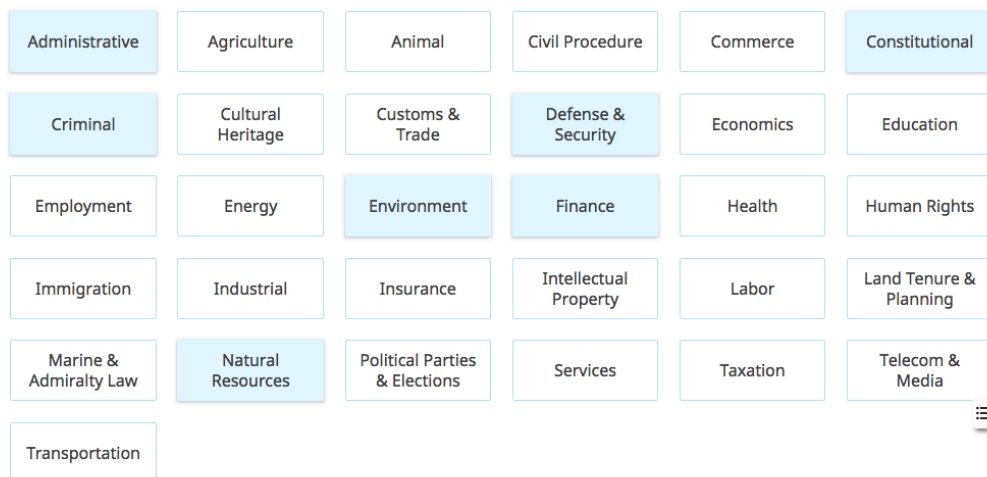 Administrative
Agriculture
Animal
Civil Procedure
Commerce
Constitutional
Criminal
Cultural
Heritage
Customs &
Trade
Defense &
Security
Economics
Education
Employment
Energy
Environment
Finance
Health
Human Rights
Immigration
Industrial
Insurance
Intellectual
Property
Labor
Land Tenure &
Planning
Marine &
Admiralty Law
Natural
Resources
Political Parties
& Elections
Services
Taxation
Telecom &
Media
Transportation